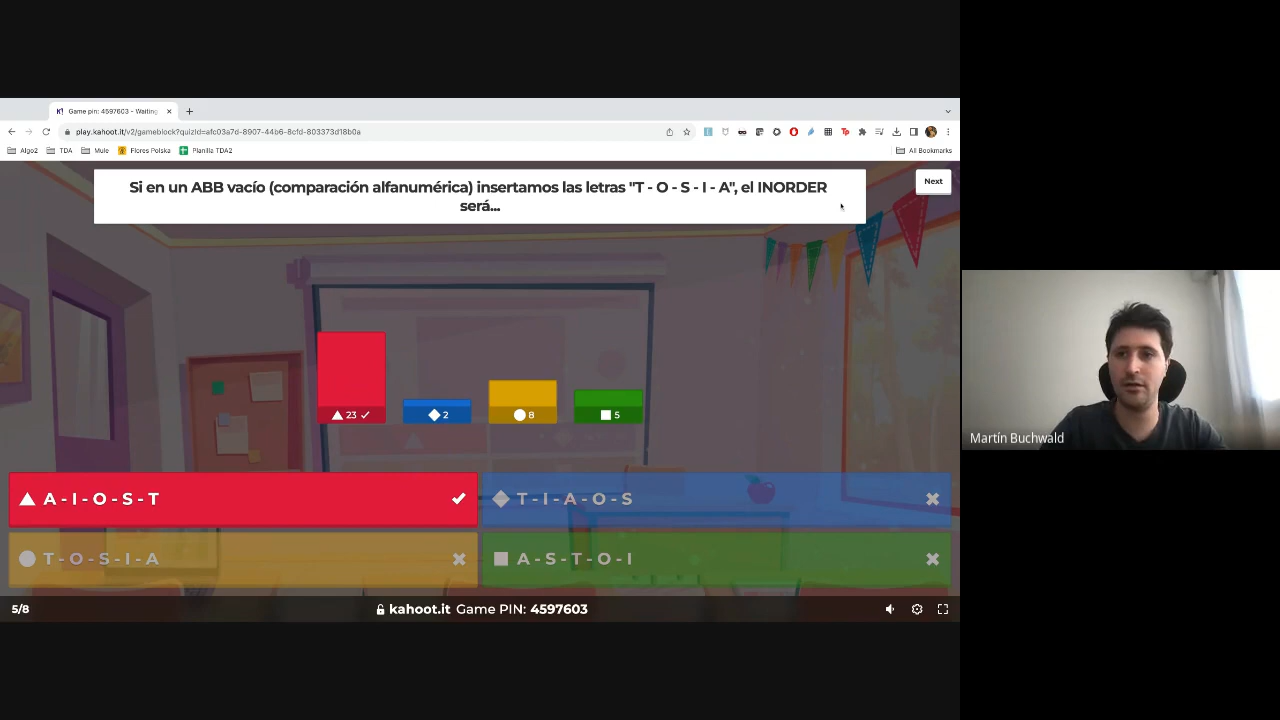 Game pin: 4597603 - Waiting
play.kahoot.it/v2/gameblock?quizId=afc03a7d-8907-44b6-8cfd-803373d18b0a
Algo2 TDA Mule Flores Polska Planilla TDA2 All Bookmarks
Si en un ABB vacío (comparación alfanumérica) insertamos las letras "T - O - S - I - A", el INORDER
será...
Next
23 2 8 5
A - I - O - S - T
T - I - A - O - S
T - O - S - I - A
A - S - T - O - I
5/8
kahoot.it Game PIN: 4597603
Martín Buchwald